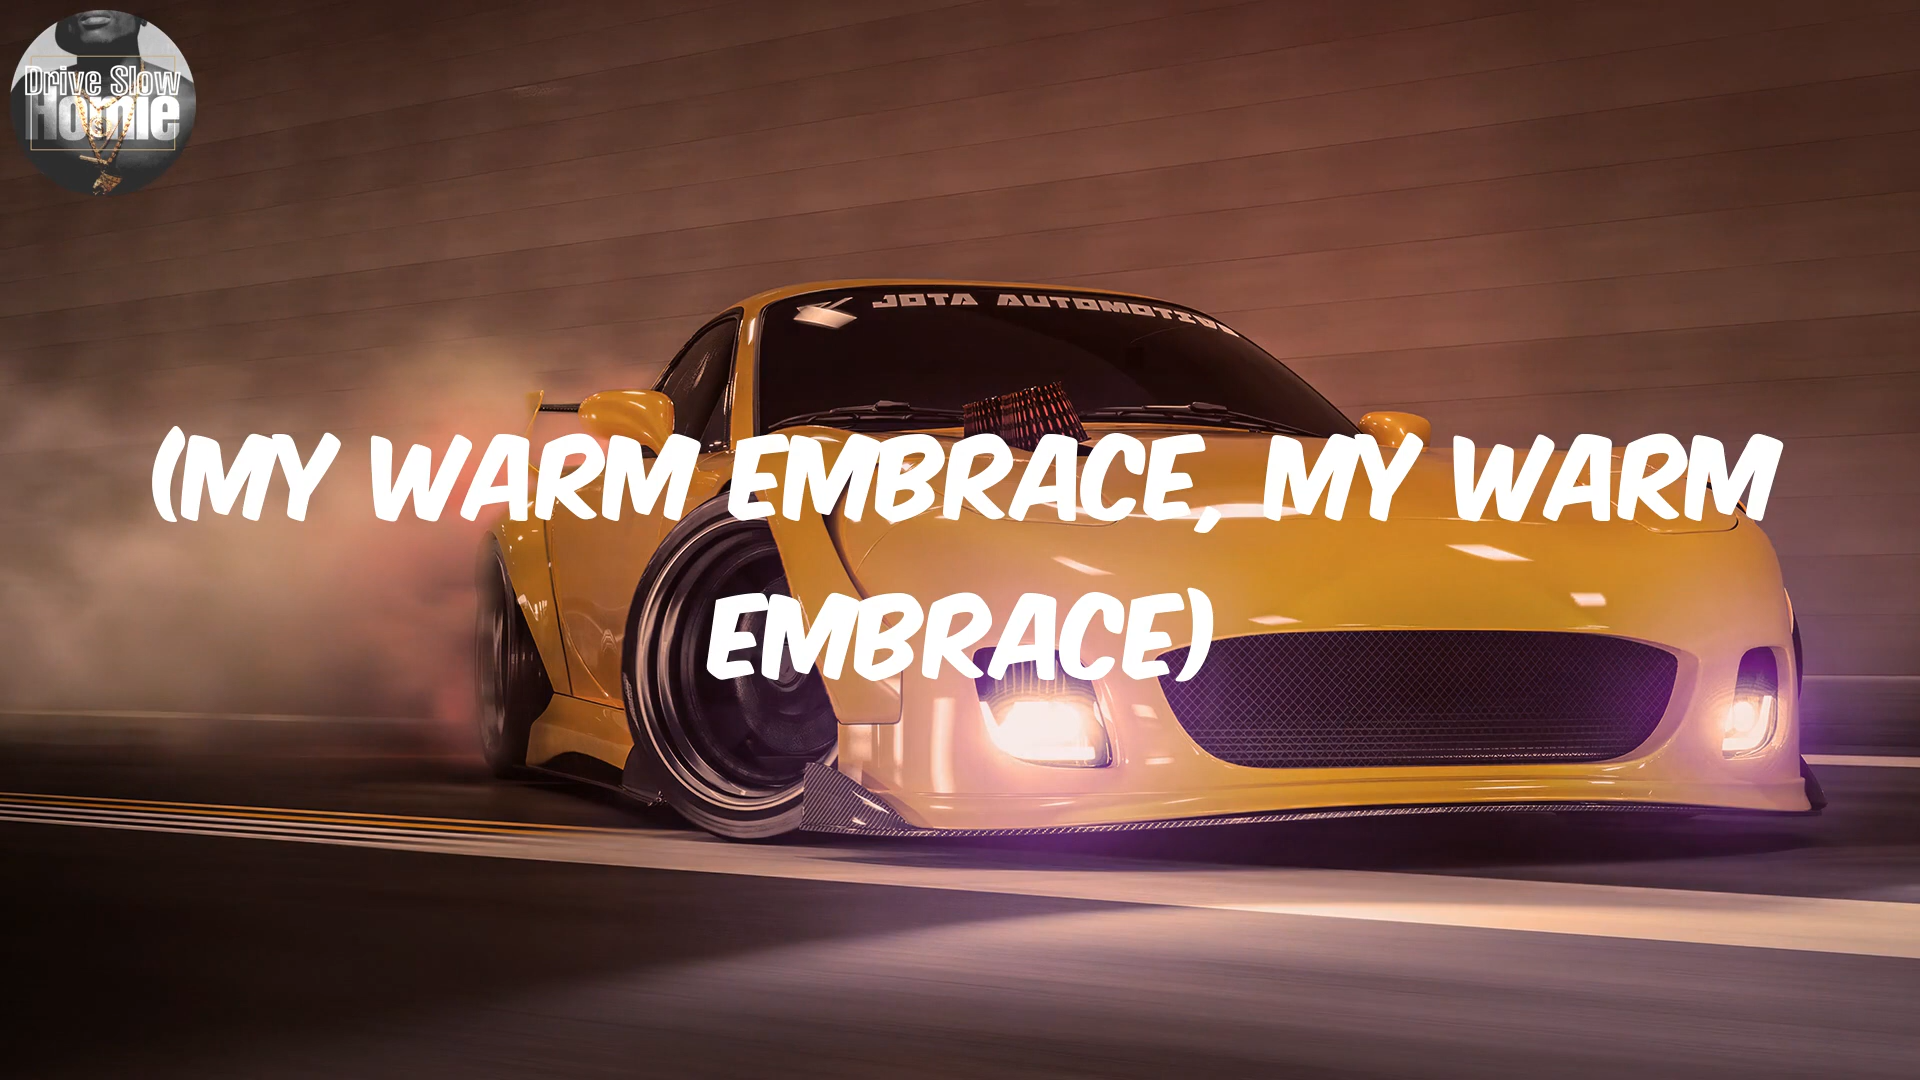 Drive Slow
Homie
JOTA AUTOMOTIVE
(MY WARM EMBRACE, MY WARM
EMBRACE)